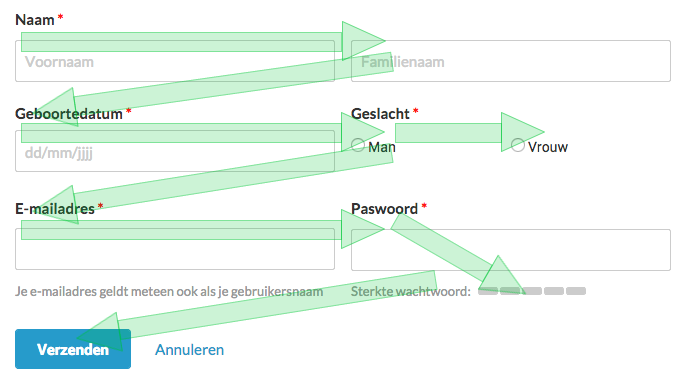 Naam *
Voornaam Familienaam
Geboortedatum * Geslacht *
dd/mm/jjjj Man Vrouw
E-mailadres * Paswoord *
Je e-mailadres geldt meteen ook als je gebruikersnaam Sterkte wachtwoord:
Verzenden Annuleren